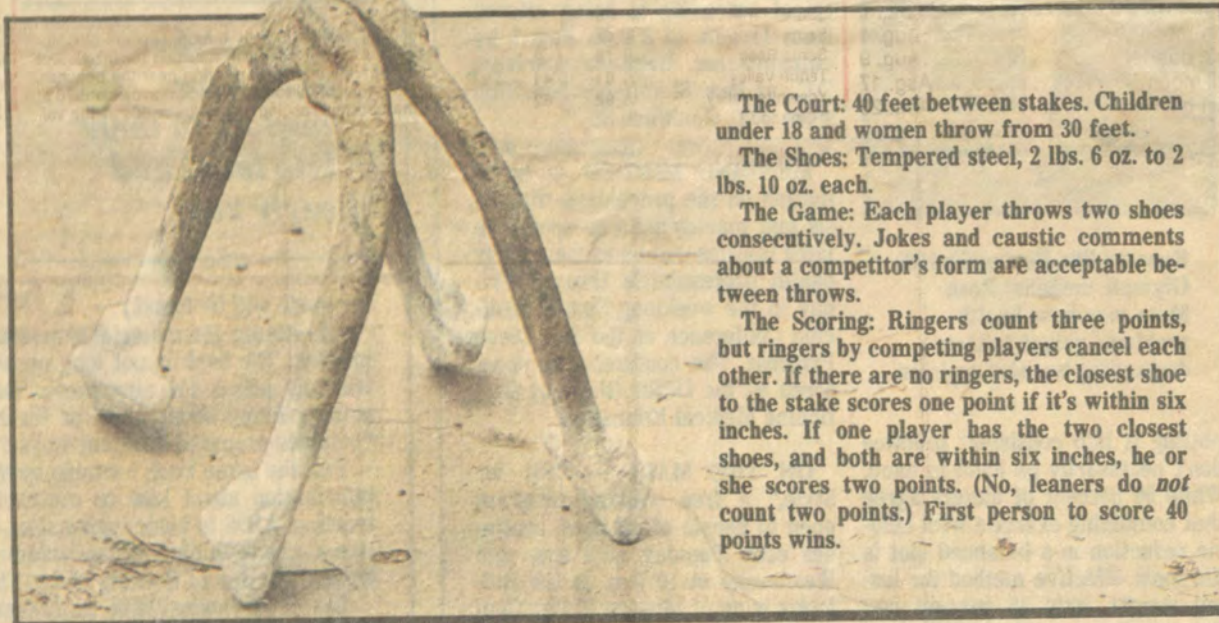 The Court: 40 feet between stakes. Children
under 18 and women throw from 30 feet.
The Shoes: Tempered steel, 2 lbs. 6 oz. to 2
lbs. 10 oz. each.
The Game: Each player throws two shoes
consecutively. Jokes and caustic comments
about a competitor's form are acceptable be-
tween throws.
The Scoring: Ringers count three points,
but ringers by competing players cancel each
other. If there are no ringers, the closest shoe
to the stake scores one point if it's within six
inches. If one player has the two closest
shoes, and both are within six inches, he or
she scores two points. (No, leaners do not
count two points.) First person to score 40
points wins.